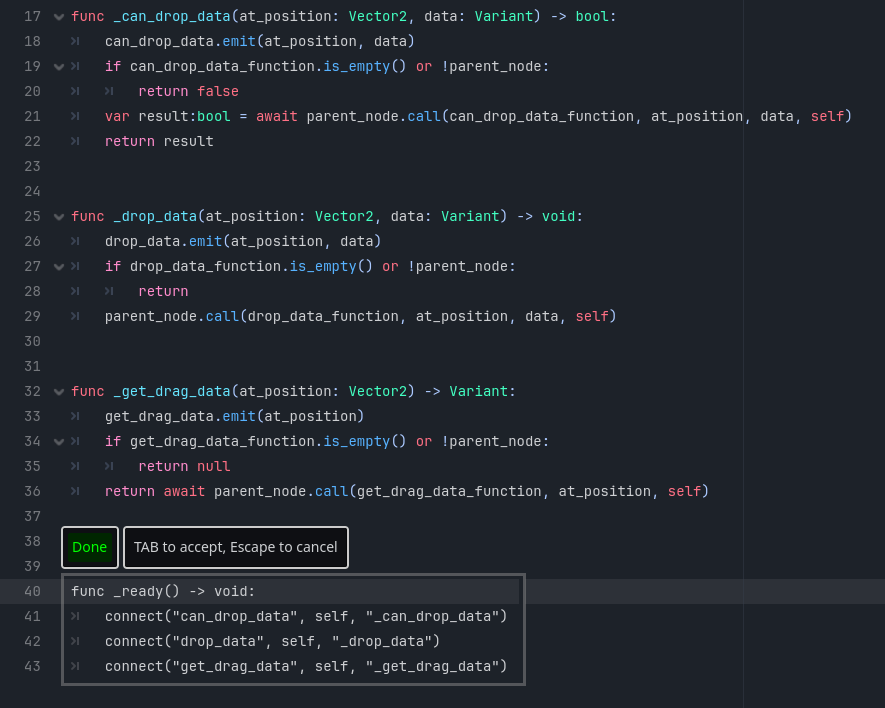 17 func _can_drop_data(at_position: Vector2, data: Variant) -> bool:
18 can_drop_data.emit(at_position, data)
19 if can_drop_data_function.is_empty() or !parent_node:
20 return false
21 var result:bool = await parent_node.call(can_drop_data_function, at_position, data, self)
22 return result
23
24
25 func _drop_data(at_position: Vector2, data: Variant) -> void:
26 drop_data.emit(at_position, data)
27 if drop_data_function.is_empty() or !parent_node:
28 return
29 parent_node.call(drop_data_function, at_position, data, self)
30
31
32 func _get_drag_data(at_position: Vector2) -> Variant:
33 get_drag_data.emit(at_position)
34 if get_drag_data_function.is_empty() or !parent_node:
35 return null
36 return await parent_node.call(get_drag_data_function, at_position, self)
37
38 Done TAB to accept, Escape to cancel
39
40 func _ready() -> void:
41 connect("can_drop_data", self, "_can_drop_data")
42 connect("drop_data", self, "_drop_data")
43 connect("get_drag_data", self, "_get_drag_data")